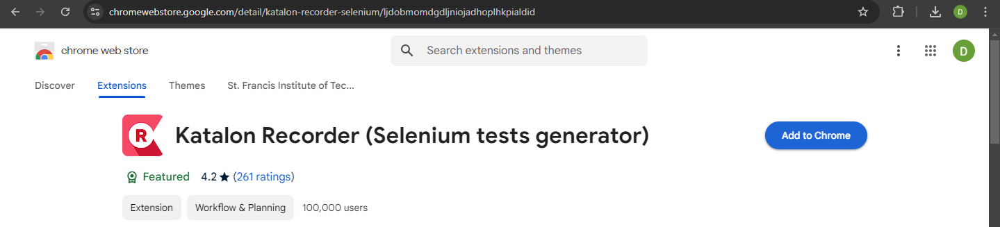 chromewebstore.google.com/detail/katalon-recorder-selenium/ljdobmomdgdljniojadhoplhkpialdid
D
chrome web store
Search extensions and themes
D
Discover Extensions Themes St. Francis Institute of Tec...
R
Katalon Recorder (Selenium tests generator)
Add to Chrome
Featured 4.2 ★ (261 ratings)
Extension Workflow & Planning 100,000 users